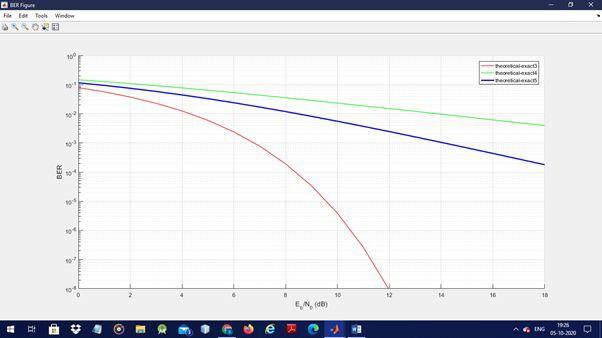 BER Figure
File Edit Tools Window
theoretical-exact3
theoretical-exact4
theoretical-exact5
10^0
10^-1
10^-2
10^-3
10^-4
10^-5
10^-6
10^-7
10^-8
BER
0 2 4 6 8 10 12 14 16 18
E_b/N_0 (dB)
ENG
19:26
05-10-2020